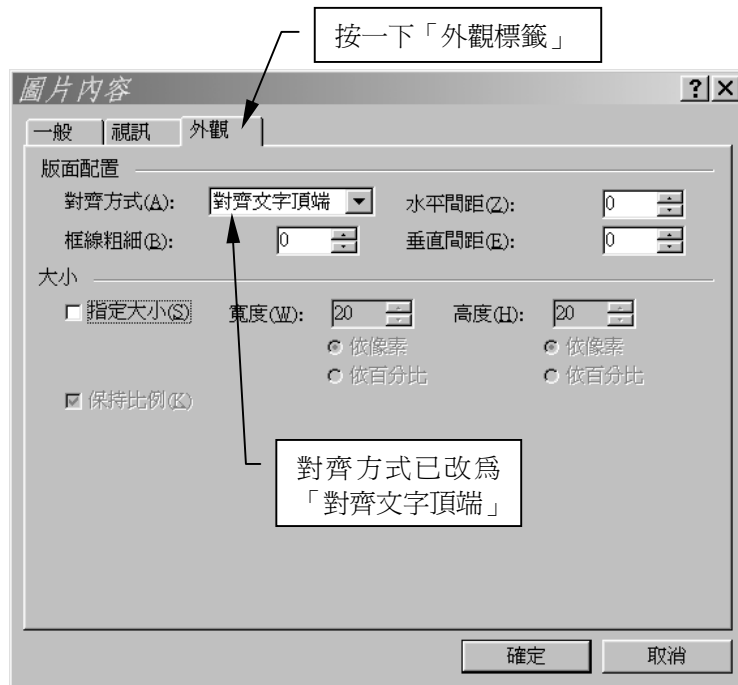 按一下「外觀標籤」
圖片內容
一般 視訊 外觀
版面配置
對齊方式(A): 對齊文字頂端 水平間距(Z): 0
框線粗細(B): 0 垂直間距(E): 0
大小
指定大小(S) 寬度(W): 20 高度(H): 20
依像素 依像素
依百分比 依百分比
保持比例(K)
對齊方式已改為
「對齊文字頂端」
確定 取消